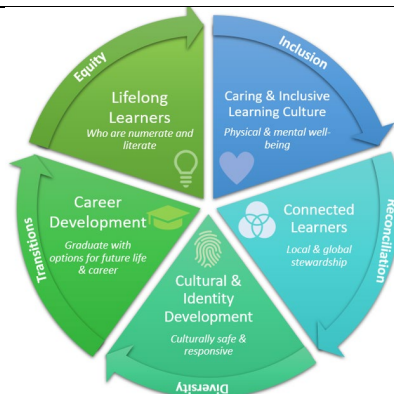 Equity
Lifelong
Learners
Who are numerate and
literate
Inclusion
Caring & Inclusive
Learning Culture
Physical & mental well-
being
Reconciliation
Connected
Learners
Local & global
stewardship
Diversity
Cultural &
Identity
Development
Culturally safe &
responsive
Transitions
Career
Development
Graduate with
options for future life
& career